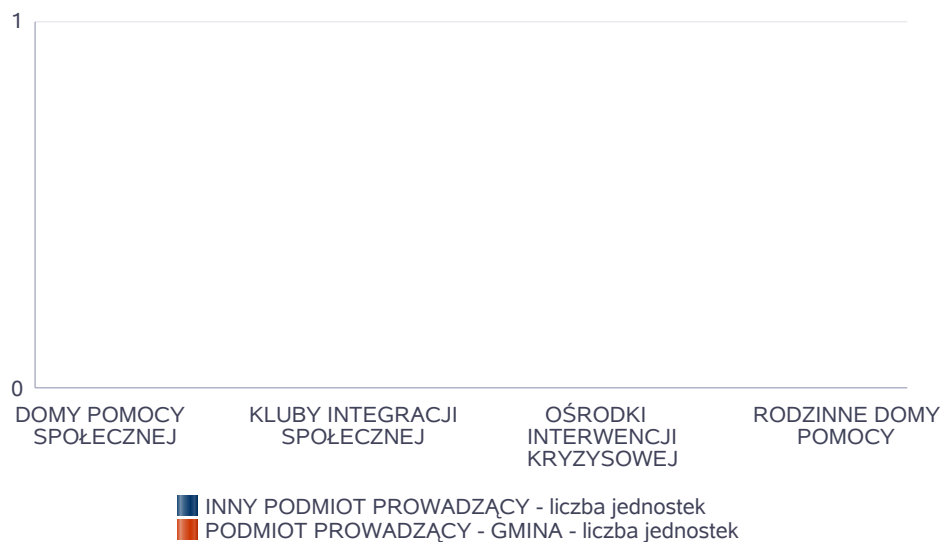 1
0
DOMY POMOCY
SPOŁECZNEJ
KLUBY INTEGRACJI
SPOŁECZNEJ
OŚRODKI
INTERWENCJI
KRYZYSOWEJ
RODZINNE DOMY
POMOCY
INNY PODMIOT PROWADZĄCY - liczba jednostek
PODMIOT PROWADZĄCY - GMINA - liczba jednostek